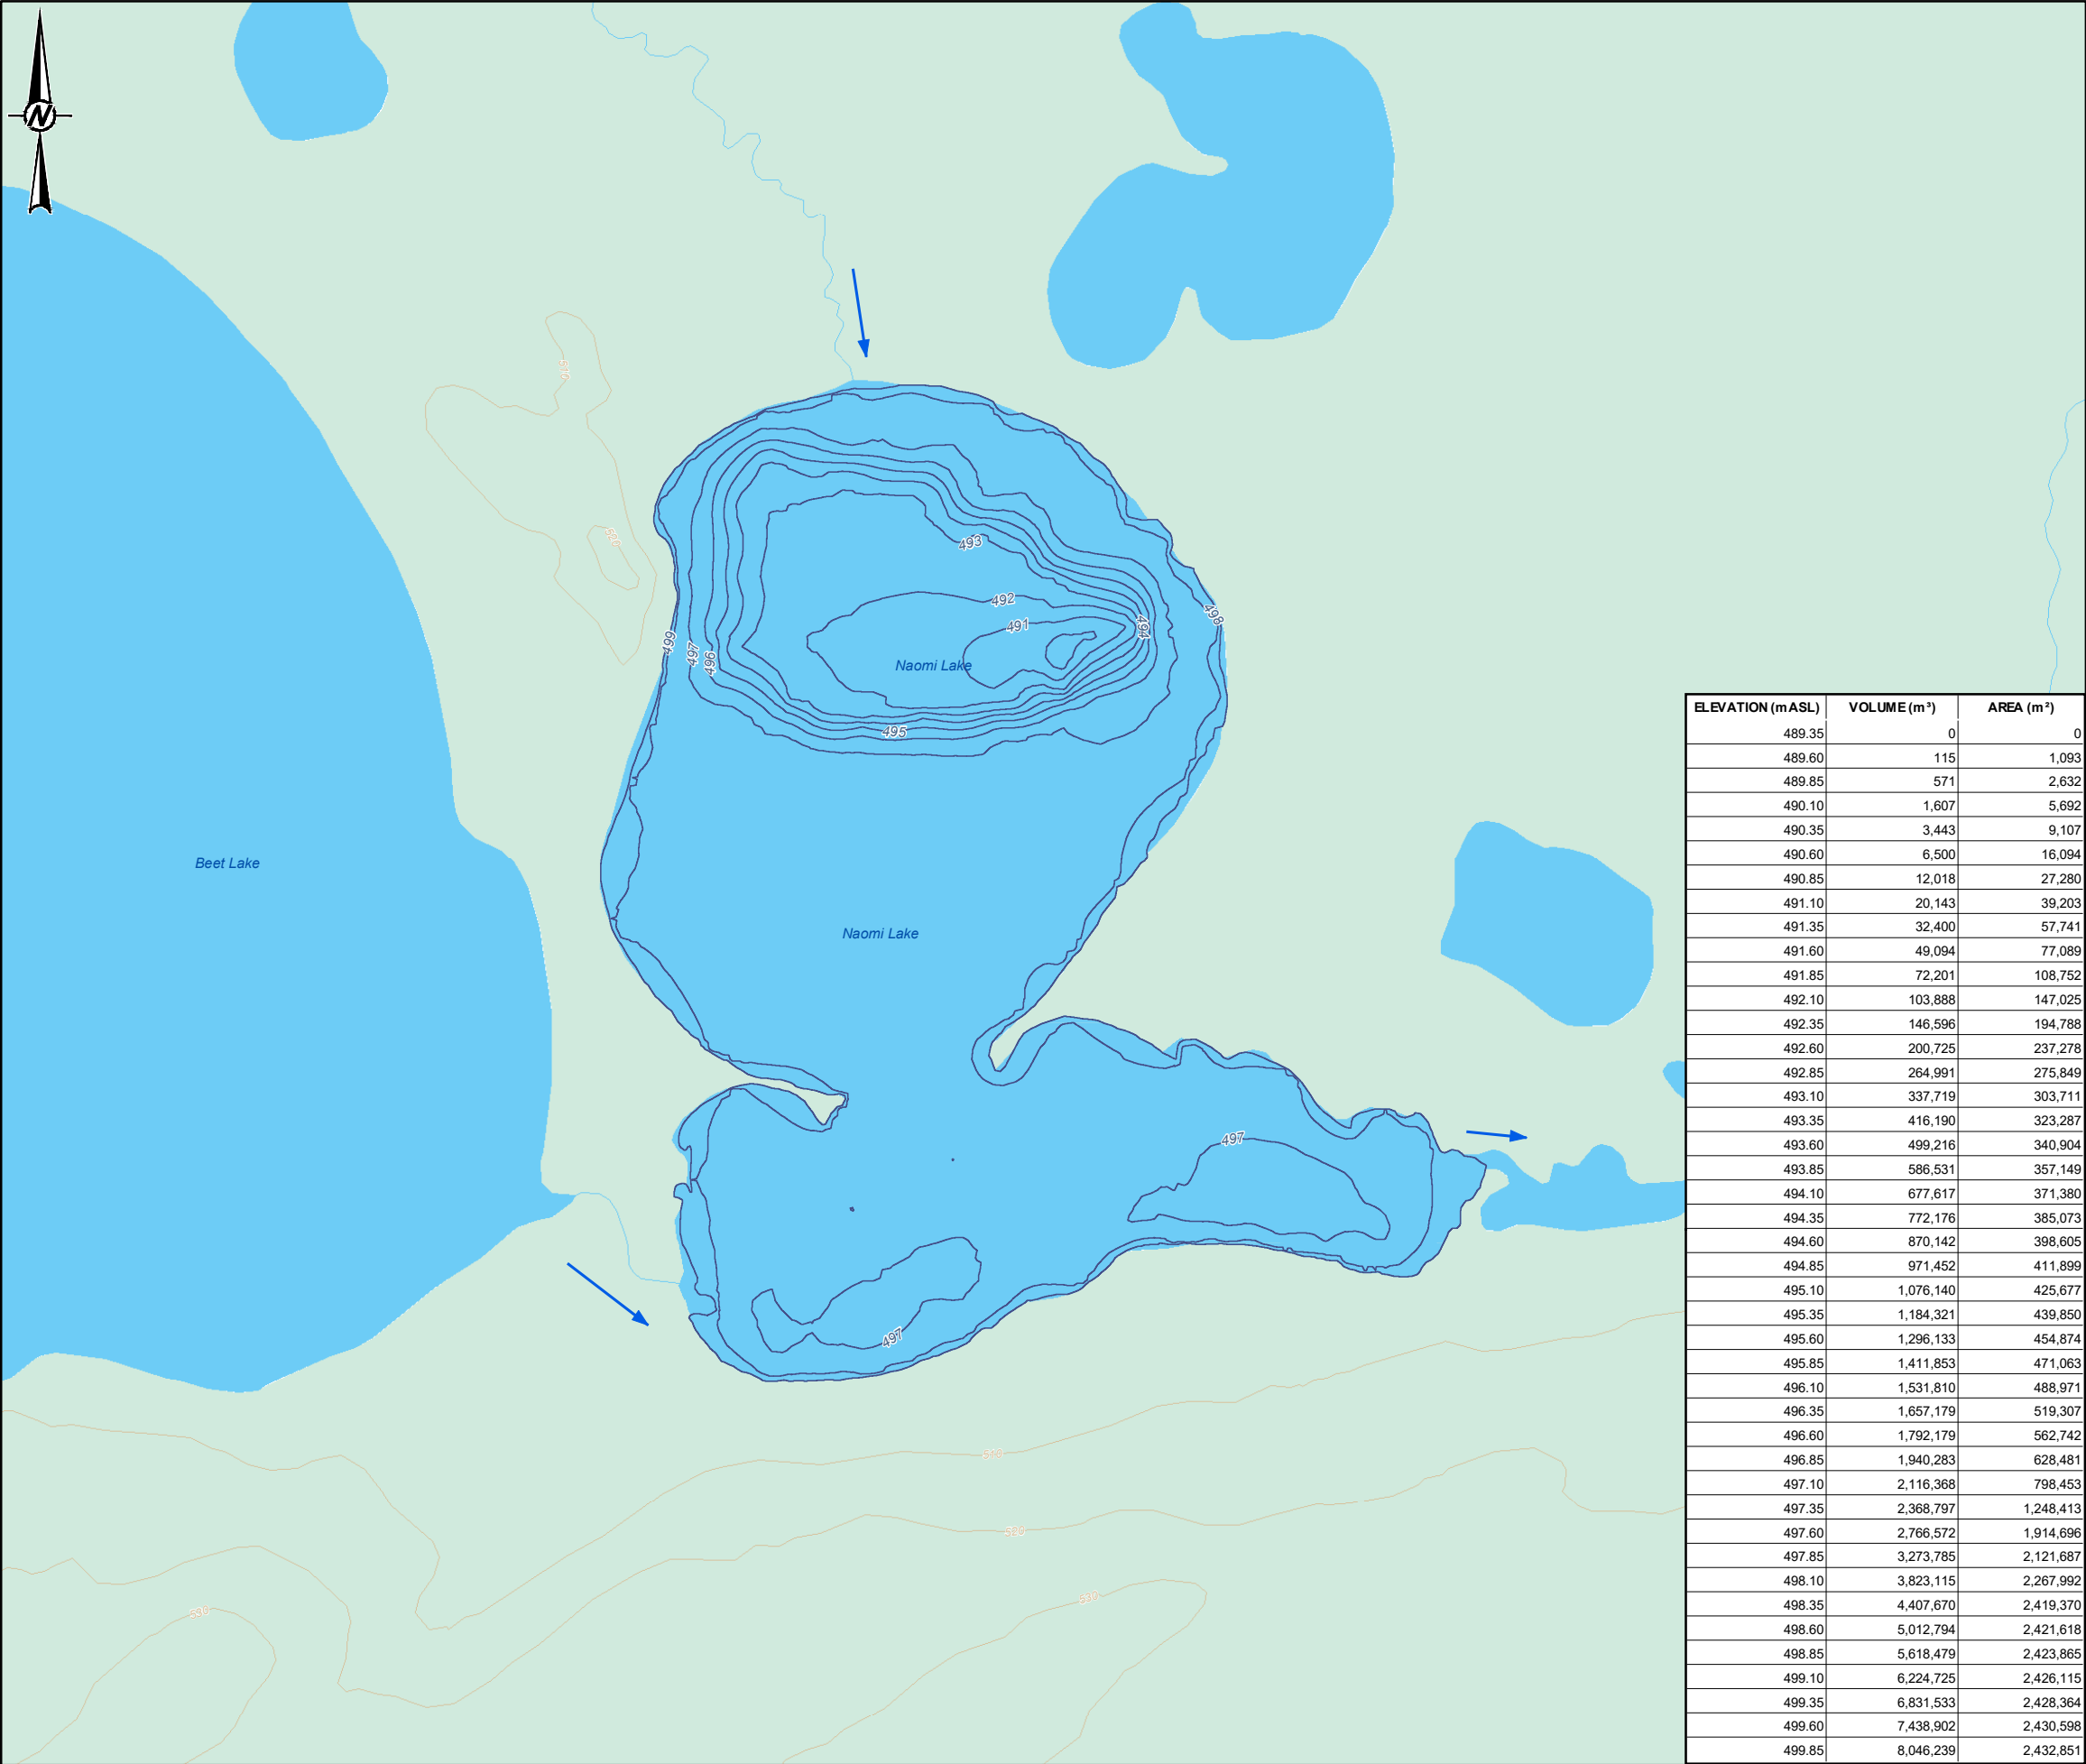 N
510
520
493
492
491
494
498
499
497
496
Naomi Lake
495
Beet Lake
Naomi Lake
497
497
510
520
530
530
ELEVATION (mASL) VOLUME (m³) AREA (m²)
489.35 0 0
489.60 115 1,093
489.85 571 2,632
490.10 1,607 5,692
490.35 3,443 9,107
490.60 6,500 16,094
490.85 12,018 27,280
491.10 20,143 39,203
491.35 32,400 57,741
491.60 49,094 77,089
491.85 72,201 108,752
492.10 103,888 147,025
492.35 146,596 194,788
492.60 200,725 237,278
492.85 264,991 275,849
493.10 337,719 303,711
493.35 416,190 323,287
493.60 499,216 340,904
493.85 586,531 357,149
494.10 677,617 371,380
494.35 772,176 385,073
494.60 870,142 398,605
494.85 971,452 411,899
495.10 1,076,140 425,677
495.35 1,184,321 439,850
495.60 1,296,133 454,874
495.85 1,411,853 471,063
496.10 1,531,810 488,971
496.35 1,657,179 519,307
496.60 1,792,179 562,742
496.85 1,940,283 628,481
497.10 2,116,368 798,453
497.35 2,368,797 1,248,413
497.60 2,766,572 1,914,696
497.85 3,273,785 2,121,687
498.10 3,823,115 2,267,992
498.35 4,407,670 2,419,370
498.60 5,012,794 2,421,618
498.85 5,618,479 2,423,865
499.10 6,224,725 2,426,115
499.35 6,831,533 2,428,364
499.60 7,438,902 2,430,598
499.85 8,046,239 2,432,851